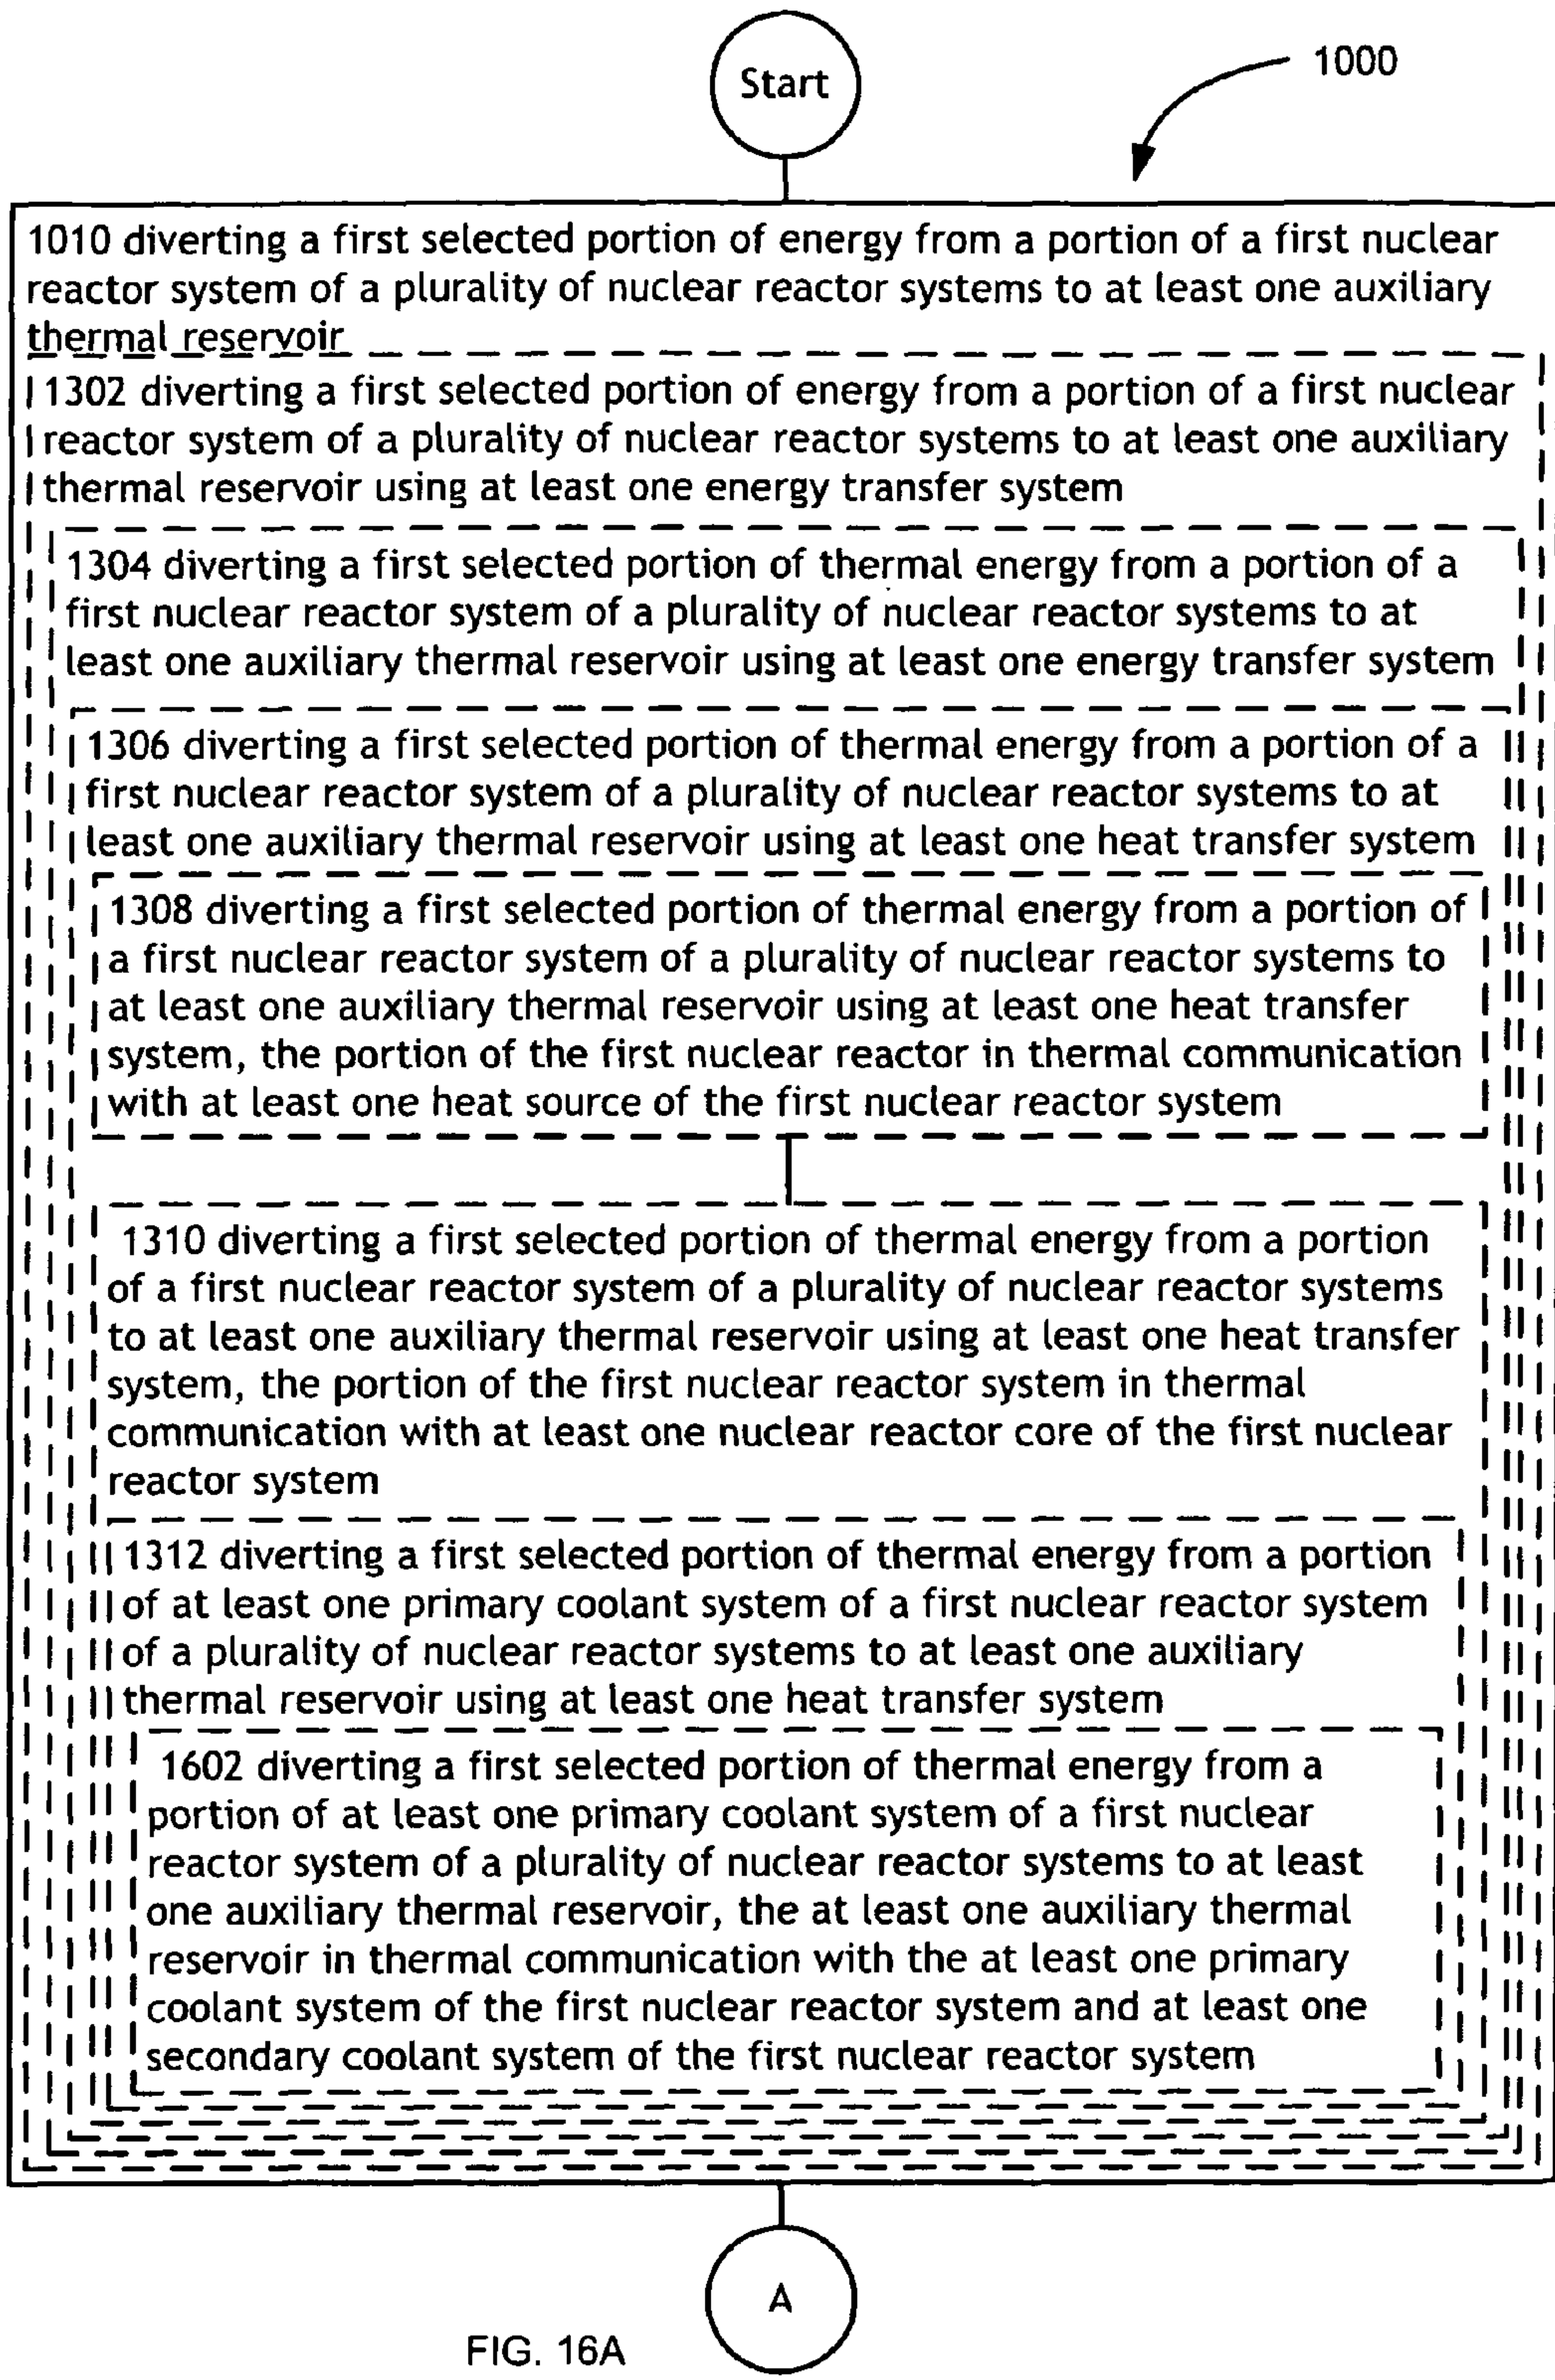 Start
1000
1010 diverting a first selected portion of energy from a portion of a first nuclear
reactor system of a plurality of nuclear reactor systems to at least one auxiliary
thermal reservoir
1302 diverting a first selected portion of energy from a portion of a first nuclear
reactor system of a plurality of nuclear reactor systems to at least one auxiliary
thermal reservoir using at least one energy transfer system
1304 diverting a first selected portion of thermal energy from a portion of a
first nuclear reactor system of a plurality of nuclear reactor systems to at
least one auxiliary thermal reservoir using at least one energy transfer system
1306 diverting a first selected portion of thermal energy from a portion of a
first nuclear reactor system of a plurality of nuclear reactor systems to at
least one auxiliary thermal reservoir using at least one heat transfer system
1308 diverting a first selected portion of thermal energy from a portion of
a first nuclear reactor system of a plurality of nuclear reactor systems to
at least one auxiliary thermal reservoir using at least one heat transfer
system, the portion of the first nuclear reactor in thermal communication
with at least one heat source of the first nuclear reactor system
1310 diverting a first selected portion of thermal energy from a portion
of a first nuclear reactor system of a plurality of nuclear reactor systems
to at least one auxiliary thermal reservoir using at least one heat transfer
system, the portion of the first nuclear reactor system in thermal
communication with at least one nuclear reactor core of the first nuclear
reactor system
1312 diverting a first selected portion of thermal energy from a portion
of at least one primary coolant system of a first nuclear reactor system
of a plurality of nuclear reactor systems to at least one auxiliary
thermal reservoir using at least one heat transfer system
1602 diverting a first selected portion of thermal energy from a
portion of at least one primary coolant system of a first nuclear
reactor system of a plurality of nuclear reactor systems to at least
one auxiliary thermal reservoir, the at least one auxiliary thermal
reservoir in thermal communication with the at least one primary
coolant system of the first nuclear reactor system and at least one
secondary coolant system of the first nuclear reactor system
A
FIG. 16A